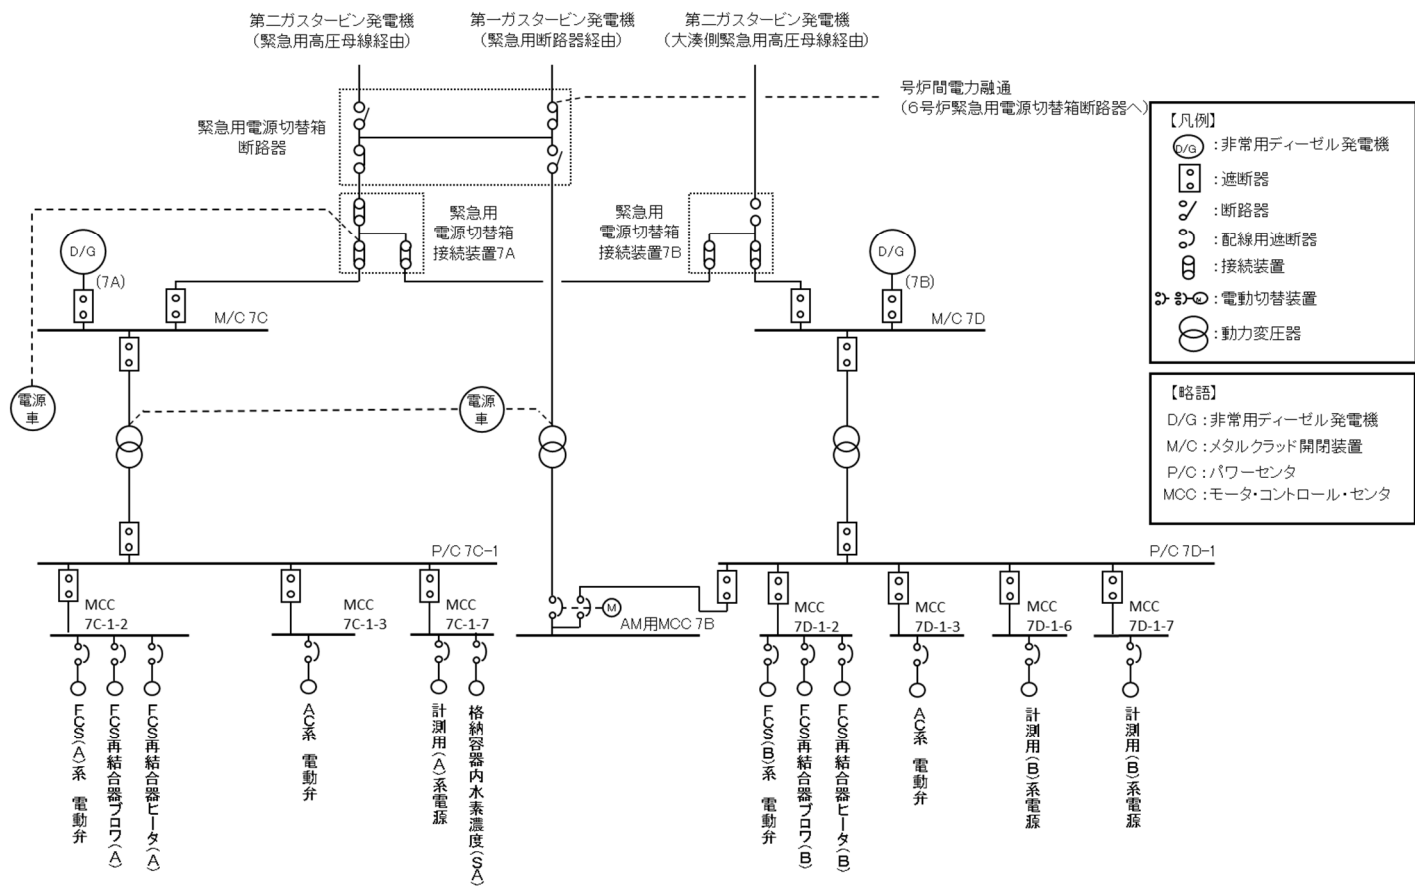 第二ガスタービン発電機
(緊急用高圧母線経由)
第一ガスタービン発電機
(緊急用断路器経由)
第二ガスタービン発電機
(大湊側緊急用高圧母線経由)
号炉間電力融通
(6号炉緊急用電源切替箱断路器へ)
緊急用電源切替箱
断路器
緊急用
電源切替箱
接続装置7A
緊急用
電源切替箱
接続装置7B
D/G
(7A)
D/G
(7B)
M/C 7C
M/C 7D
電源
車
電源
車
P/C 7C-1
P/C 7D-1
MCC
7C-1-2
MCC
7C-1-3
MCC
7C-1-7
M
AM用MCC 7B
MCC
7D-1-2
MCC
7D-1-3
MCC
7D-1-6
MCC
7D-1-7
FCS(A)系 電動弁
FCS再結合器ブロワ(A)
FCS再結合器ヒータ(A)
AC系 電動弁
計測用(A)系電源
格納容器内水素濃度(SA)
FCS(B)系 電動弁
FCS再結合器ブロワ(B)
FCS再結合器ヒータ(B)
AC系 電動弁
計測用(B)系電源
計測用(B)系電源
【凡例】
D/G :非常用ディーゼル発電機
:遮断器
:断路器
:配線用遮断器
:接続装置
M :電動切替装置
:動力変圧器
【略語】
D/G:非常用ディーゼル発電機
M/C:メタルクラッド開閉装置
P/C:パワーセンタ
MCC:モータ・コントロール・センタ